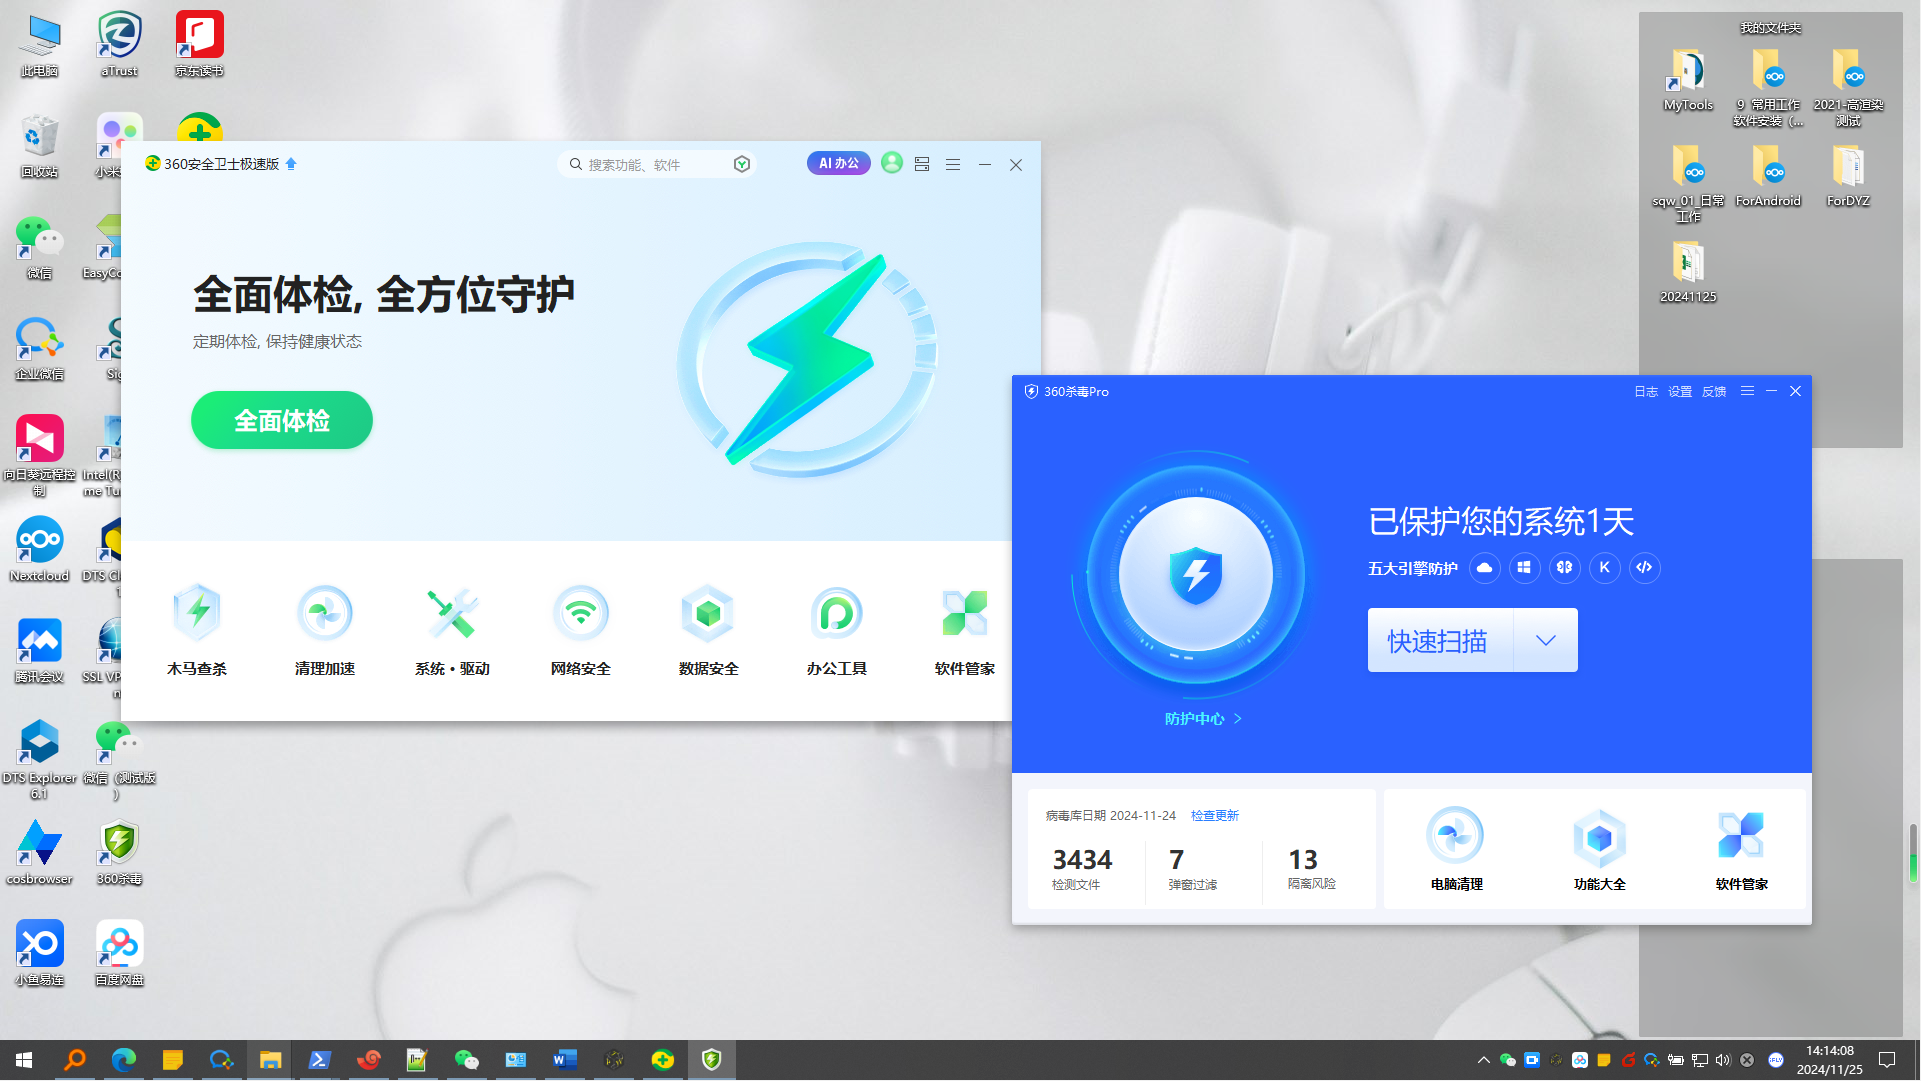 此电脑
aTrust
京东读书
回收站
小米
微信
EasyCo
企业微信
Sig
向日葵远程控
制
Intel(R
me Tu
Nextcloud
DTS Cl
腾讯会议
SSL VP
n
DTS Explorer
6.1
微信（测试版
）
cosbrowser
360杀毒
小鱼易连
百度网盘
360安全卫士极速版
搜索功能、软件
AI 办公
全面体检, 全方位守护
定期体检, 保持健康状态
全面体检
木马查杀
清理加速
系统·驱动
网络安全
数据安全
办公工具
软件管家
我的文件夹
MyTools
9_常用工作
软件安装（...
2021-高渲染
测试
sqw_01_日常
工作
ForAndroid
ForDYZ
20241125
360杀毒Pro
日志
设置
反馈
已保护您的系统1天
五大引擎防护
K
快速扫描
防护中心 >
病毒库日期 2024-11-24
检查更新
3434
检测文件
7
弹窗过滤
13
隔离风险
电脑清理
功能大全
软件管家
14:14:08
2024/11/25